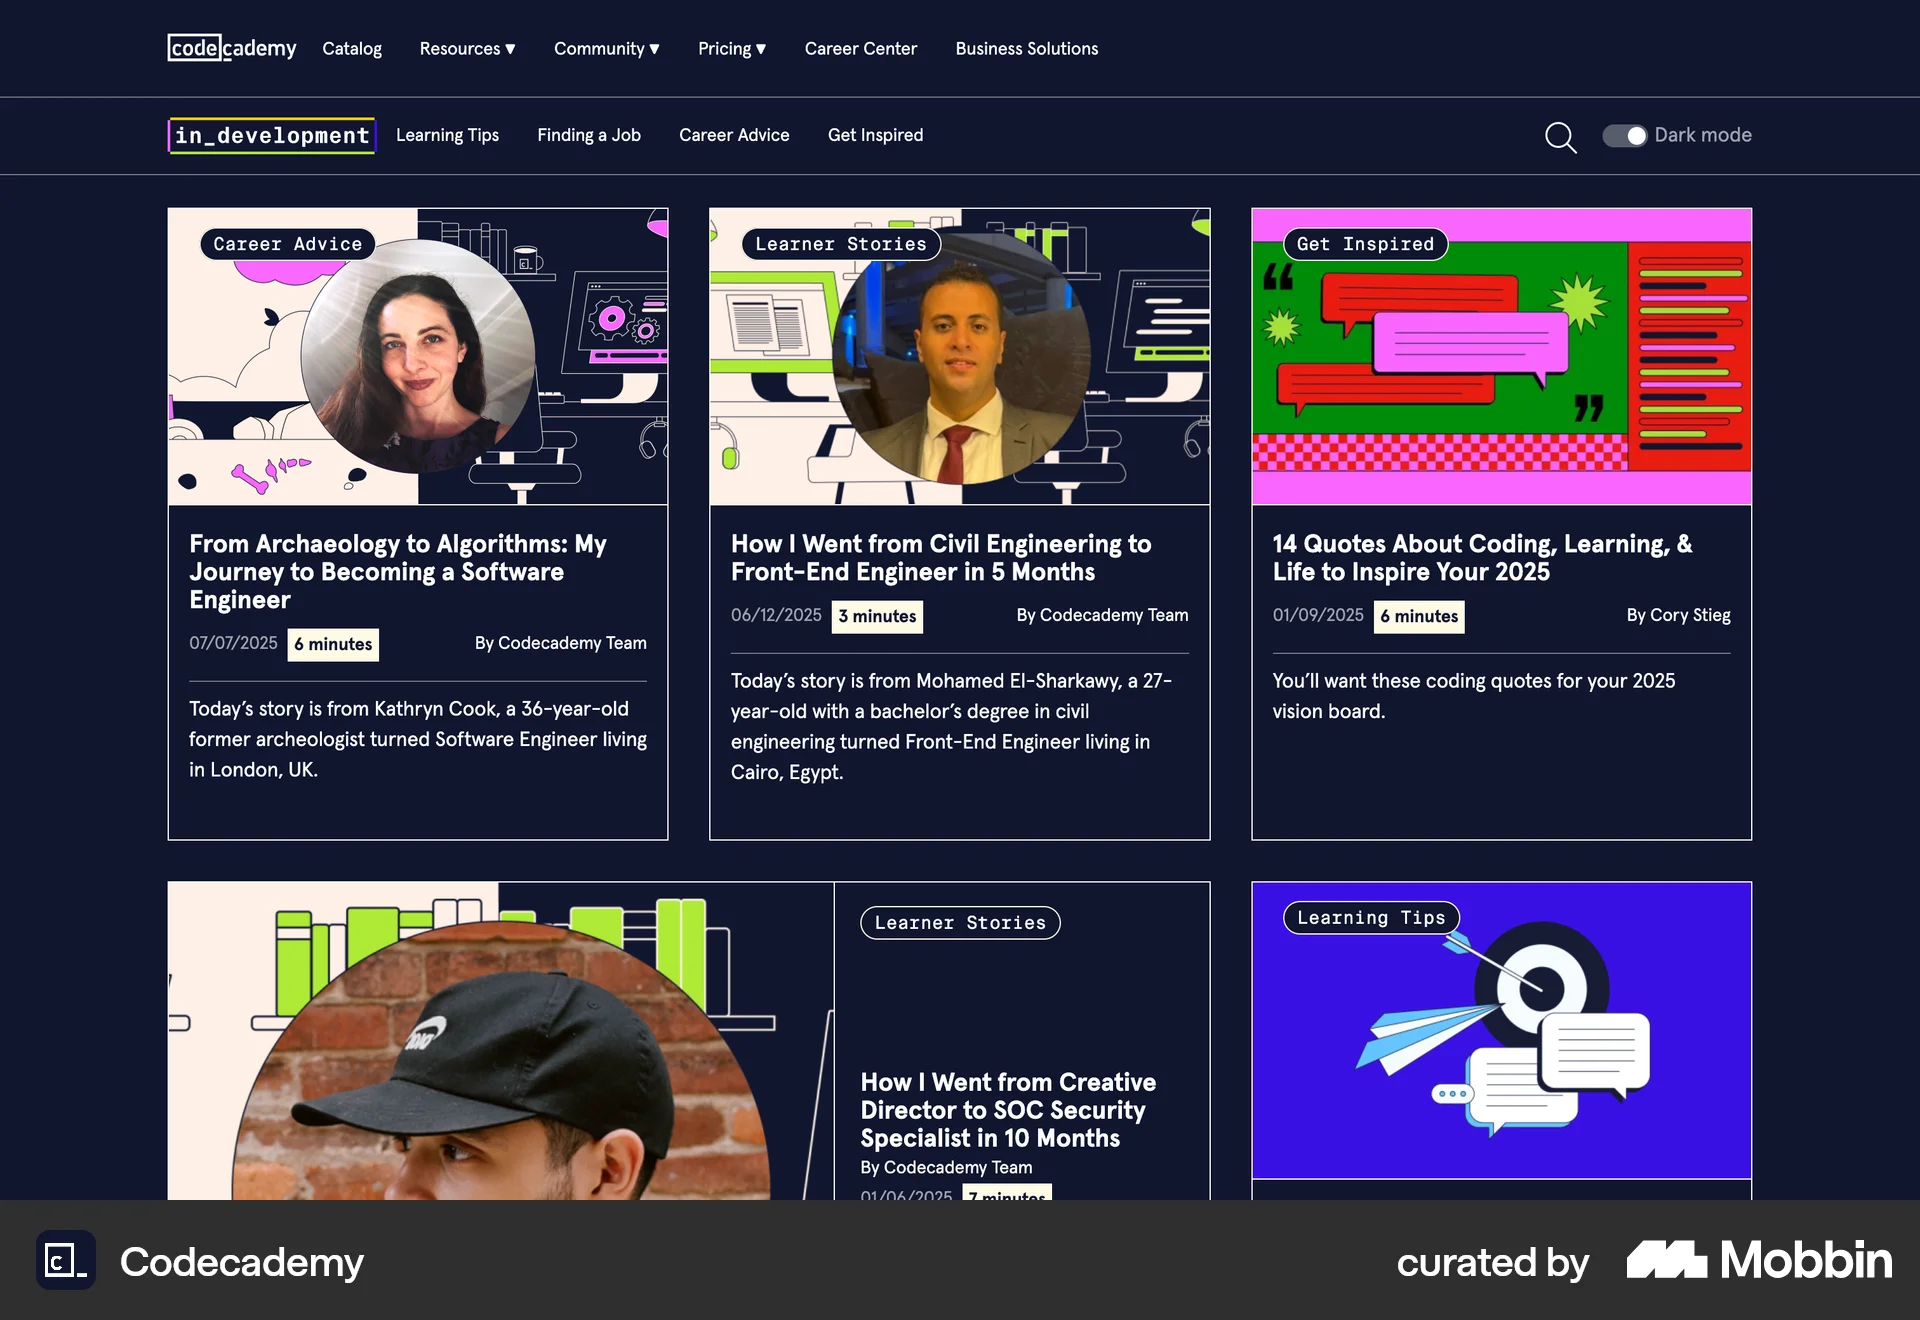 codecademy Catalog Resources ▾ Community ▾ Pricing ▾ Career Center Business Solutions
in_development Learning Tips Finding a Job Career Advice Get Inspired Dark mode
Career Advice
From Archaeology to Algorithms: My
Journey to Becoming a Software
Engineer
07/07/2025 6 minutes By Codecademy Team
Today’s story is from Kathryn Cook, a 36-year-old
former archeologist turned Software Engineer living
in London, UK.
Learner Stories
How I Went from Civil Engineering to
Front-End Engineer in 5 Months
06/12/2025 3 minutes By Codecademy Team
Today’s story is from Mohamed El-Sharkawy, a 27-
year-old with a bachelor’s degree in civil
engineering turned Front-End Engineer living in
Cairo, Egypt.
Get Inspired
“
”
14 Quotes About Coding, Learning, &
Life to Inspire Your 2025
01/09/2025 6 minutes By Cory Stieg
You’ll want these coding quotes for your 2025
vision board.
Learner Stories
How I Went from Creative
Director to SOC Security
Specialist in 10 Months
By Codecademy Team
01/06/2025 7 minutes
Learning Tips
c_ Codecademy
curated by Mobbin